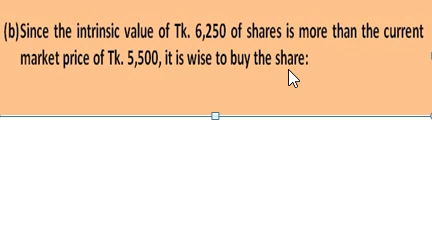 (b)Since the intrinsic value of Tk. 6,250 of shares is more than the current
market price of Tk. 5,500, it is wise to buy the share: